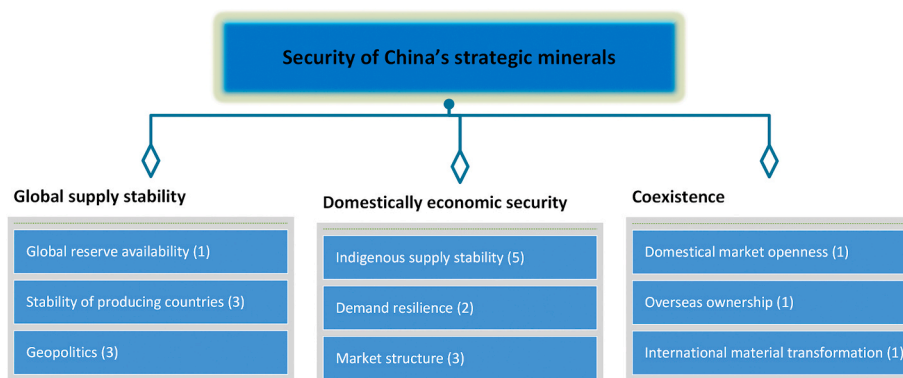 Security of China's strategic minerals
Global supply stability
Global reserve availability (1)
Stability of producing countries (3)
Geopolitics (3)
Domestically economic security
Indigenous supply stability (5)
Demand resilience (2)
Market structure (3)
Coexistence
Domestical market openness (1)
Overseas ownership (1)
International material transformation (1)